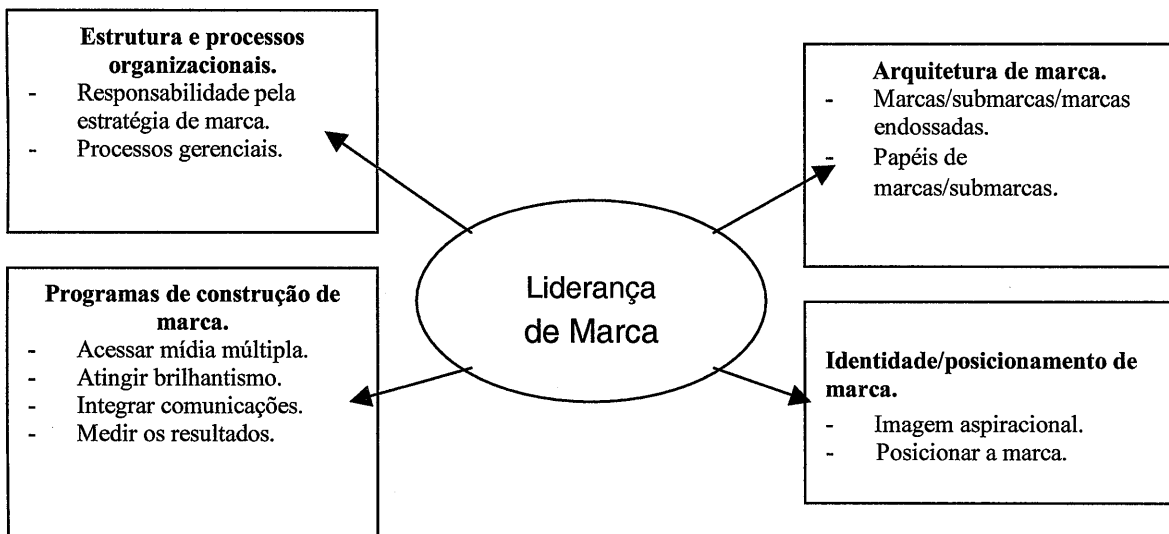 Estrutura e processos
organizacionais.
- Responsabilidade pela
estratégia de marca.
- Processos gerenciais.
Arquitetura de marca.
- Marcas/submarcas/marcas
endossadas.
- Papéis de
marcas/submarcas.
Liderança
de Marca
Programas de construção de
marca.
- Acessar mídia múltipla.
- Atingir brilhantismo.
- Integrar comunicações.
- Medir os resultados.
Identidade/posicionamento de
marca.
- Imagem aspiracional.
- Posicionar a marca.